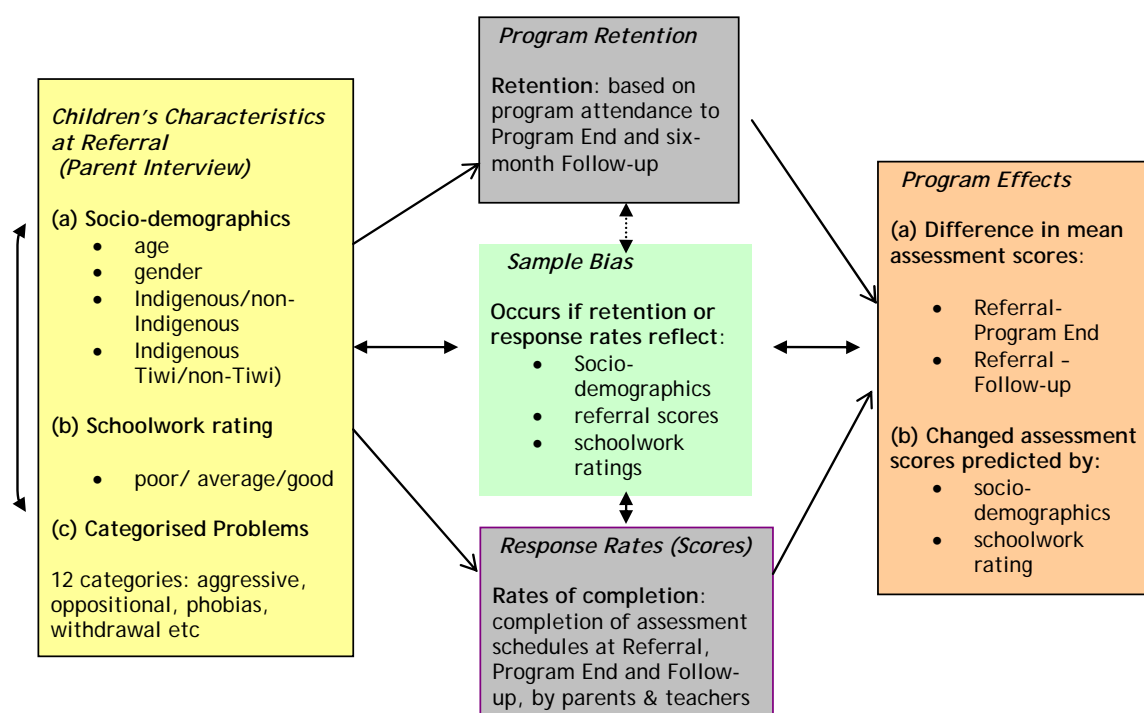 Children's Characteristics
at Referral
(Parent Interview)
(a) Socio-demographics
• age
• gender
• Indigenous/non-
Indigenous
• Indigenous
Tiwi/non-Tiwi)
(b) Schoolwork rating
• poor/ average/good
(c) Categorised Problems
12 categories: aggressive,
oppositional, phobias,
withdrawal etc
Program Retention
Retention: based on
program attendance to
Program End and six-
month Follow-up
Sample Bias
Occurs if retention or
response rates reflect:
• Socio-
demographics
• referral scores
• schoolwork
ratings
Response Rates (Scores)
Rates of completion:
completion of assessment
schedules at Referral,
Program End and Follow-
up, by parents & teachers
Program Effects
(a) Difference in mean
assessment scores:
• Referral-
Program End
• Referral –
Follow-up
(b) Changed assessment
scores predicted by:
• socio-
demographics
• schoolwork
rating